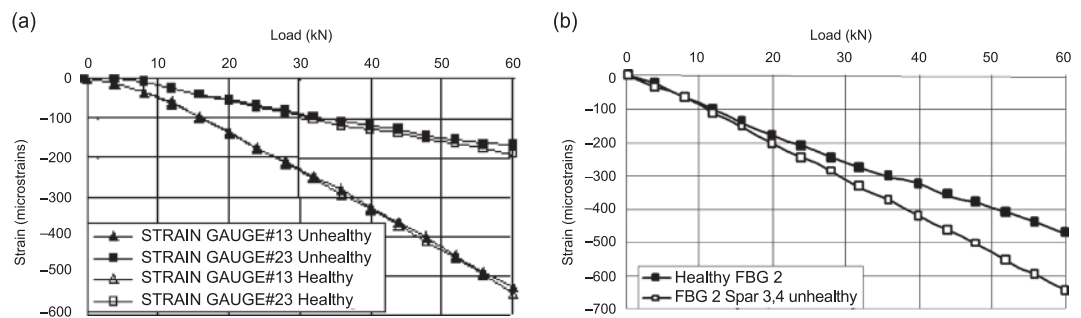 (a)
Load (kN)
0 10 20 30 40 50 60
0
−100
−200
−300
−400
−500
−600
Strain (microstrains)
STRAIN GAUGE#13 Unhealthy
STRAIN GAUGE#23 Unhealthy
STRAIN GAUGE#13 Healthy
STRAIN GAUGE#23 Healthy
(b)
Load (kN)
0 10 20 30 40 50 60
0
−100
−200
−300
−400
−500
−600
−700
Strain (microstrains)
Healthy FBG 2
FBG 2 Spar 3,4 unhealthy